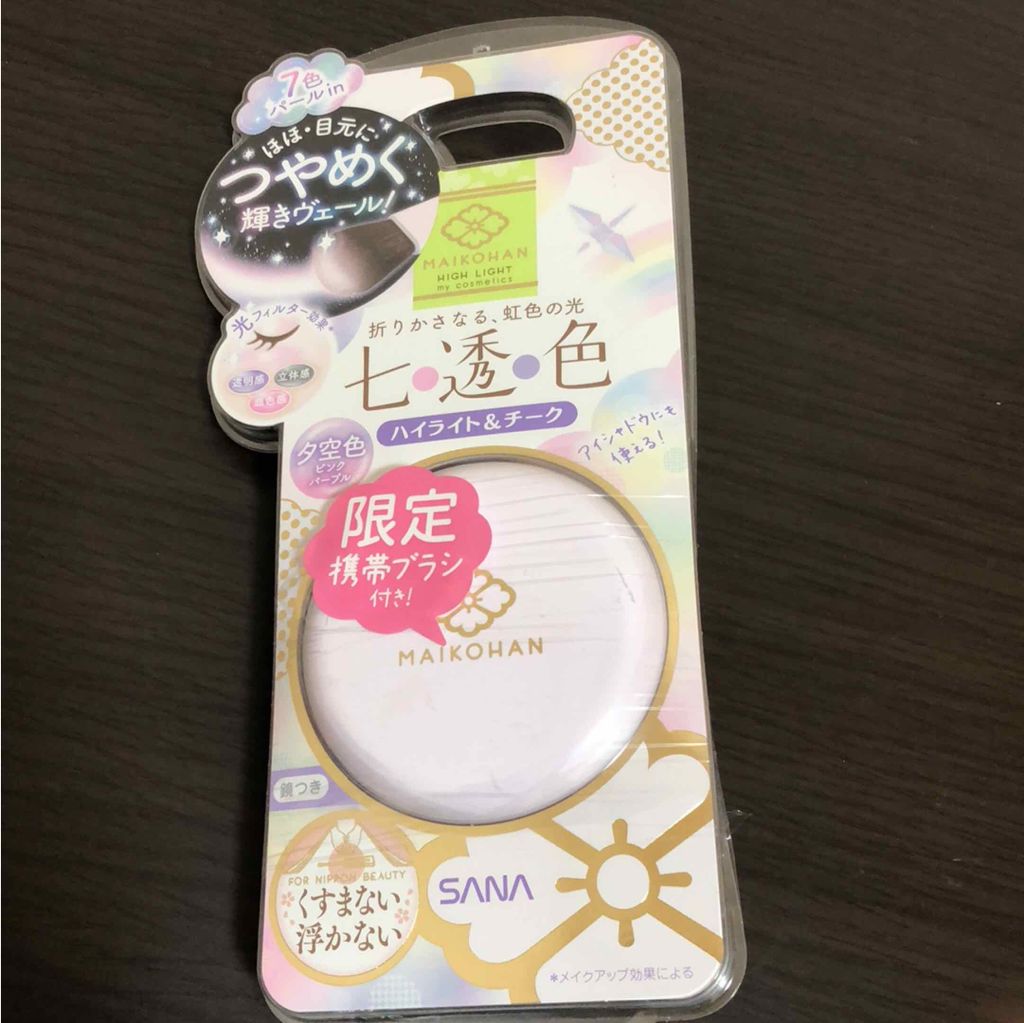 7色
パールin
ほほ・目元に
つやめく
輝きヴェール!
MAIKOHAN
HIGH LIGHT
my cosmetics
光フィルター効果*
透明感
立体感
血色感
折りかさなる、虹色の光
七・透・色
ハイライト&チーク
アイシャドウにも
使える!
夕空色
ピンク
パープル
限定
携帯ブラシ
付き!
MAIKOHAN
鏡つき
FOR NIPPON BEAUTY
くすまない
浮かない
SANA
*メイクアップ効果による